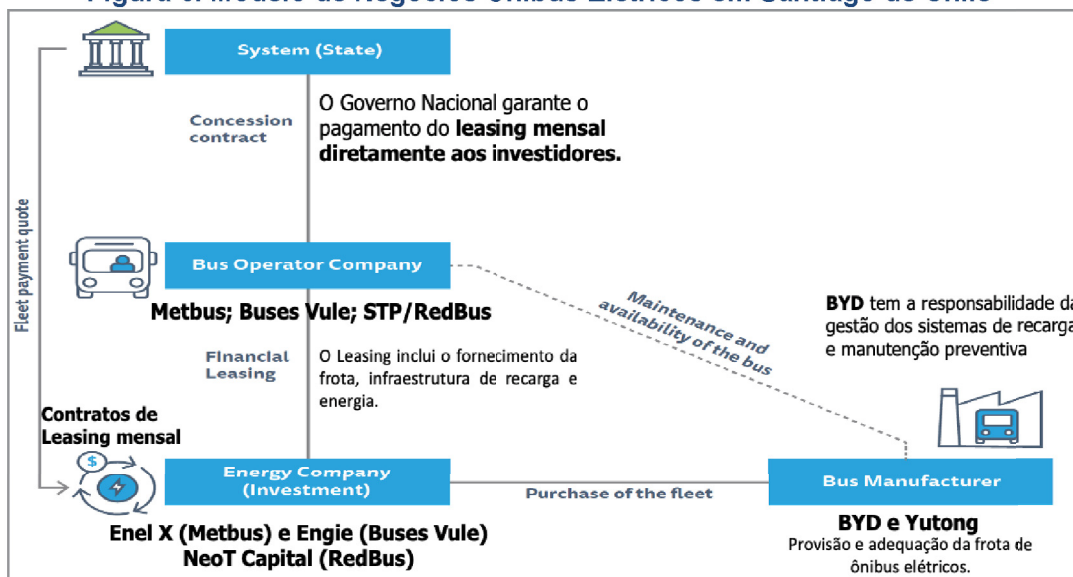 System (State)
Concession
contract
O Governo Nacional garante o
pagamento do leasing mensal
diretamente aos investidores.
Fleet payment quote
Bus Operator Company
Metbus; Buses Vule; STP/RedBus
Maintenance and
availability of the bus
BYD tem a responsabilidade da
gestão dos sistemas de recarga
e manutenção preventiva
Financial
Leasing
O Leasing inclui o fornecimento da
frota, infraestrutura de recarga e
energia.
Contratos de
Leasing mensal
$
Energy Company
(Investment)
Purchase of the fleet
Bus Manufacturer
Enel X (Metbus) e Engie (Buses Vule)
NeoT Capital (RedBus)
BYD e Yutong
Provisão e adequação da frota de
ônibus elétricos.